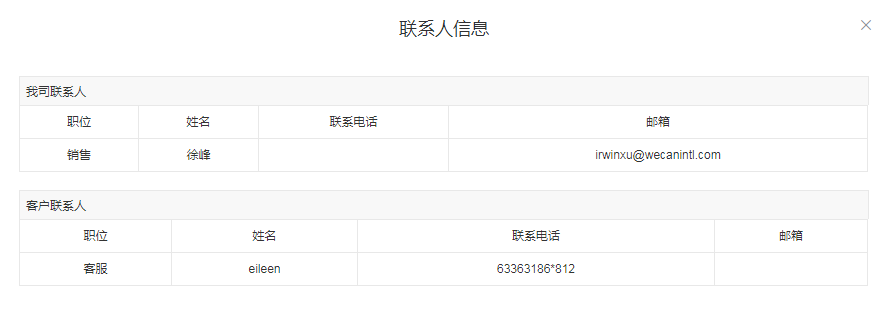 联系人信息
我司联系人
职位 姓名 联系电话 邮箱
销售 徐峰 irwinxu@wecanintl.com
客户联系人
职位 姓名 联系电话 邮箱
客服 eileen 63363186*812